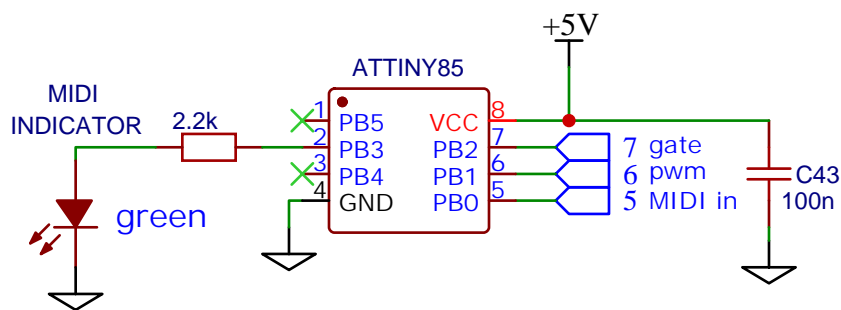 +5V
ATTINY85
MIDI
INDICATOR
2.2k
green
1 PB5
2 PB3
3 PB4
4 GND
VCC 8
PB2 7
PB1 6
PB0 5
7 gate
6 pwm
5 MIDI in
C43
100n